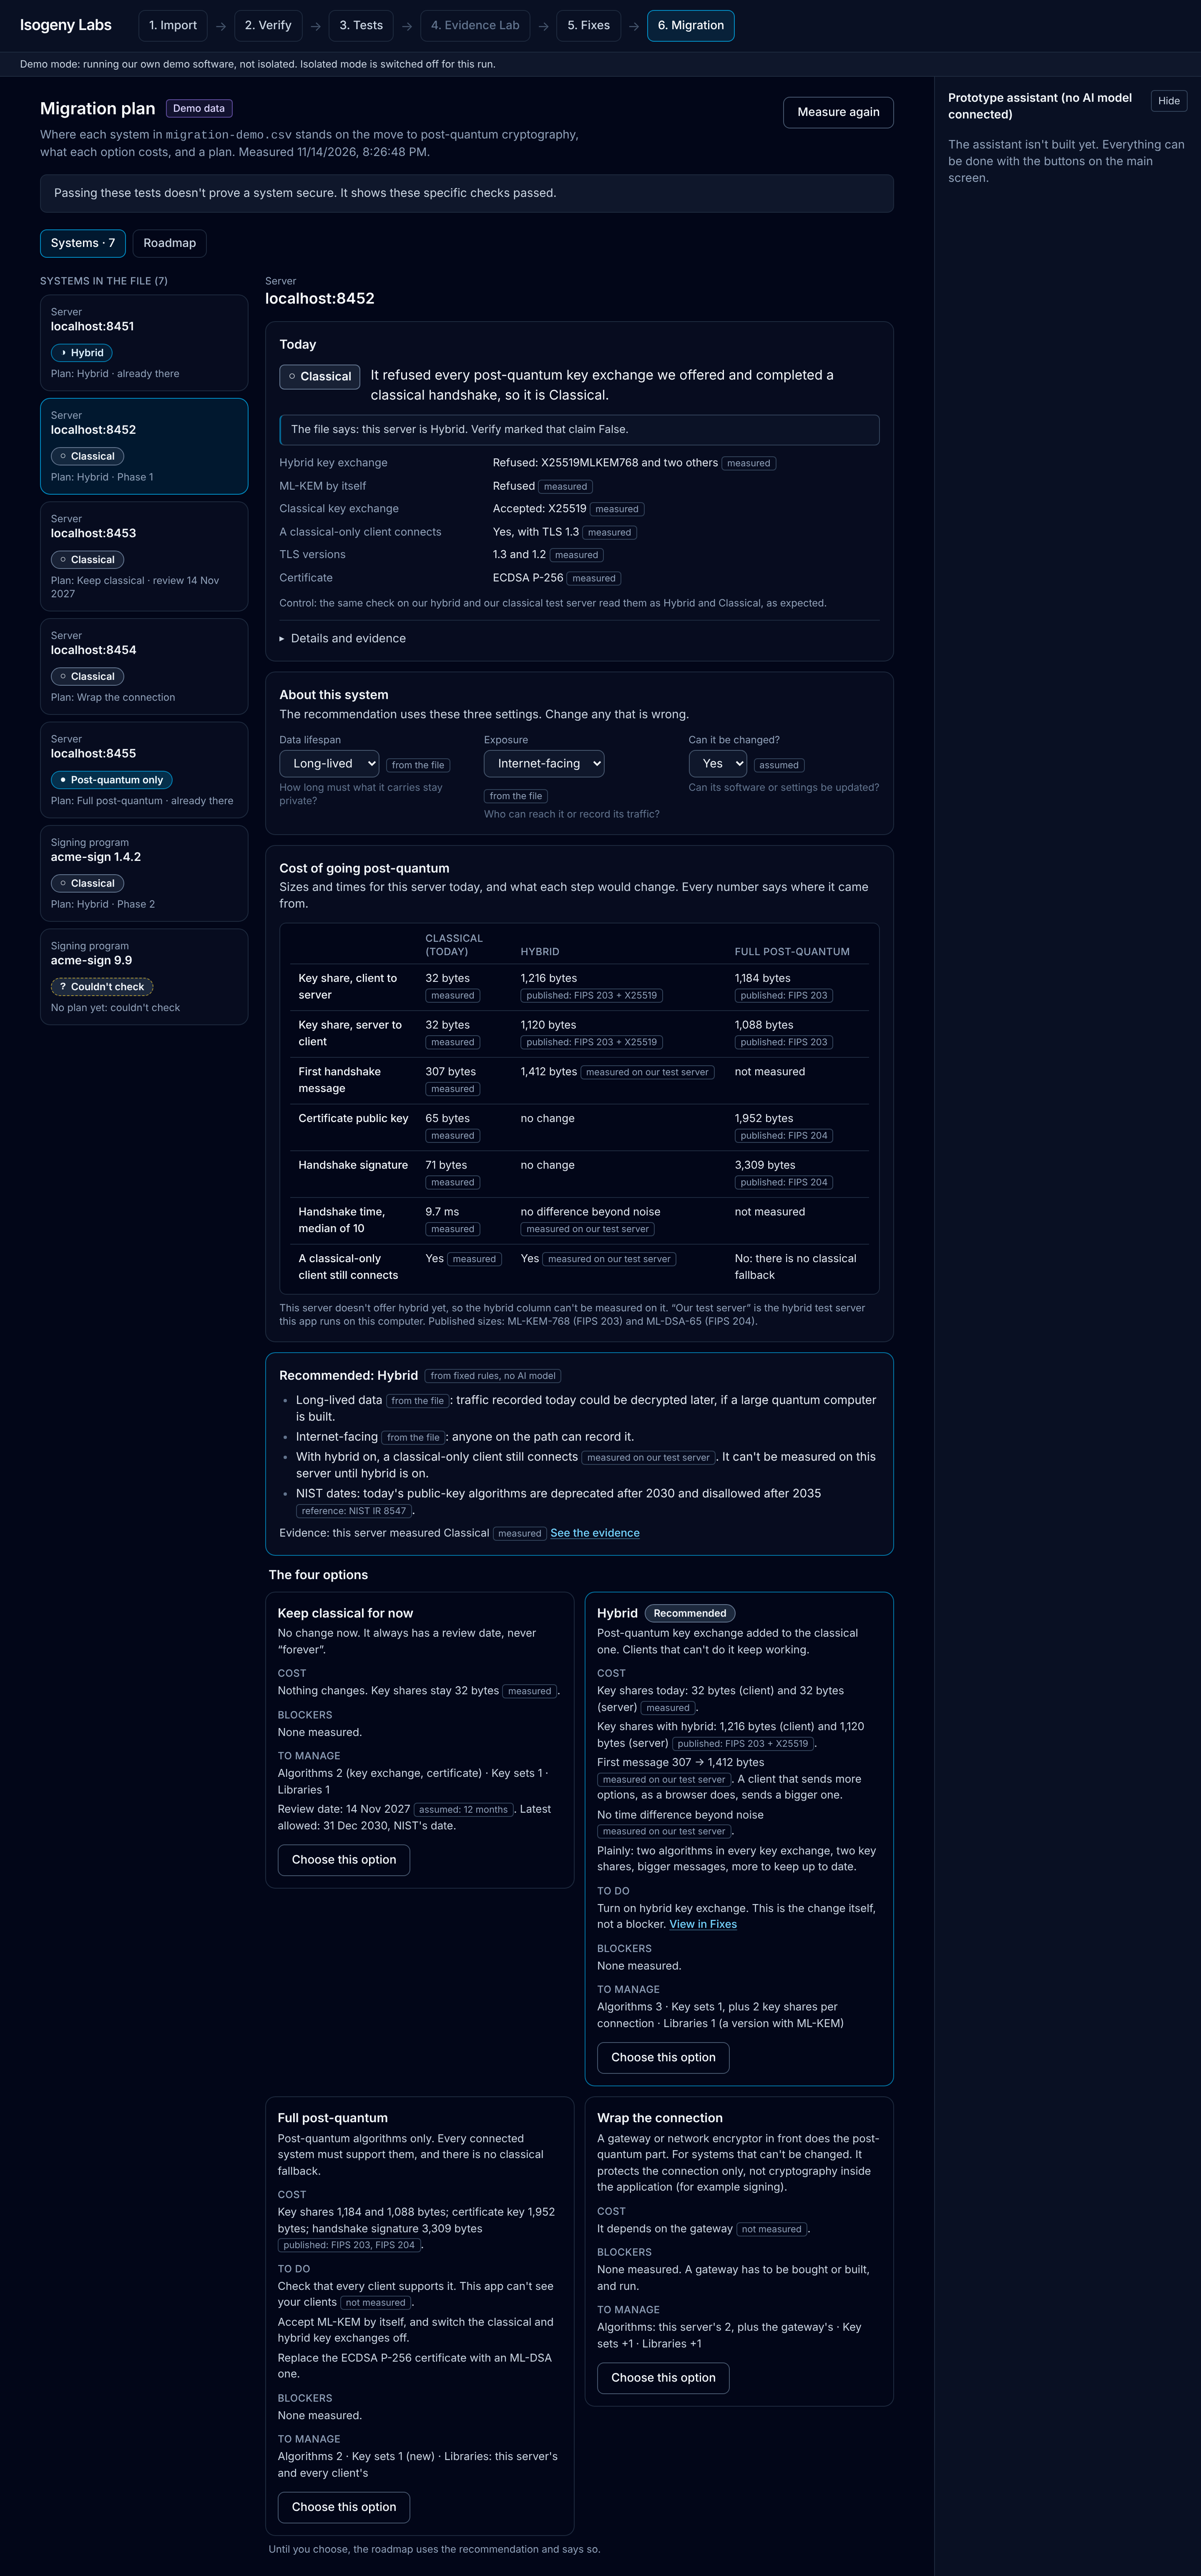 Isogeny Labs
1. Import → 2. Verify → 3. Tests → 4. Evidence Lab → 5. Fixes → 6. Migration
Demo mode: running our own demo software, not isolated. Isolated mode is switched off for this run.
Migration plan Demo data
Measure again
Where each system in migration-demo.csv stands on the move to post-quantum cryptography,
what each option costs, and a plan. Measured 11/14/2026, 8:26:48 PM.
Passing these tests doesn't prove a system secure. It shows these specific checks passed.
Systems · 7
Roadmap
SYSTEMS IN THE FILE (7)
Server
localhost:8451
Hybrid
Plan: Hybrid · already there
Server
localhost:8452
Classical
Plan: Hybrid · Phase 1
Server
localhost:8453
Classical
Plan: Keep classical · review 14 Nov
2027
Server
localhost:8454
Classical
Plan: Wrap the connection
Server
localhost:8455
Post-quantum only
Plan: Full post-quantum · already there
Signing program
acme-sign 1.4.2
Classical
Plan: Hybrid · Phase 2
Signing program
acme-sign 9.9
? Couldn't check
No plan yet: couldn't check
Server
localhost:8452
Today
Classical
It refused every post-quantum key exchange we offered and completed a
classical handshake, so it is Classical.
The file says: this server is Hybrid. Verify marked that claim False.
Hybrid key exchange Refused: X25519MLKEM768 and two others measured
ML-KEM by itself Refused measured
Classical key exchange Accepted: X25519 measured
A classical-only client connects Yes, with TLS 1.3 measured
TLS versions 1.3 and 1.2 measured
Certificate ECDSA P-256 measured
Control: the same check on our hybrid and our classical test server read them as Hybrid and Classical, as expected.
▸ Details and evidence
About this system
The recommendation uses these three settings. Change any that is wrong.
Data lifespan
Long-lived from the file
How long must what it carries stay
private?
Exposure
Internet-facing
from the file
Who can reach it or record its traffic?
Can it be changed?
Yes assumed
Can its software or settings be updated?
Cost of going post-quantum
Sizes and times for this server today, and what each step would change. Every number says where it came
from.
CLASSICAL
(TODAY) HYBRID FULL POST-QUANTUM
Key share, client to 32 bytes 1,216 bytes 1,184 bytes
server measured published: FIPS 203 + X25519 published: FIPS 203
Key share, server to 32 bytes 1,120 bytes 1,088 bytes
client measured published: FIPS 203 + X25519 published: FIPS 203
First handshake 307 bytes 1,412 bytes measured on our test server not measured
message measured
Certificate public key 65 bytes no change 1,952 bytes
measured published: FIPS 204
Handshake signature 71 bytes no change 3,309 bytes
measured published: FIPS 204
Handshake time, 9.7 ms no difference beyond noise not measured
median of 10 measured measured on our test server
A classical-only Yes measured Yes measured on our test server No: there is no classical
client still connects fallback
This server doesn't offer hybrid yet, so the hybrid column can't be measured on it. “Our test server” is the hybrid test server
this app runs on this computer. Published sizes: ML-KEM-768 (FIPS 203) and ML-DSA-65 (FIPS 204).
Recommended: Hybrid from fixed rules, no AI model
• Long-lived data from the file: traffic recorded today could be decrypted later, if a large quantum computer
is built.
• Internet-facing from the file: anyone on the path can record it.
• With hybrid on, a classical-only client still connects measured on our test server. It can't be measured on this
server until hybrid is on.
• NIST dates: today's public-key algorithms are deprecated after 2030 and disallowed after 2035
reference: NIST IR 8547.
Evidence: this server measured Classical measured See the evidence
The four options
Keep classical for now
No change now. It always has a review date, never
“forever”.
COST
Nothing changes. Key shares stay 32 bytes measured.
BLOCKERS
None measured.
TO MANAGE
Algorithms 2 (key exchange, certificate) · Key sets 1 ·
Libraries 1
Review date: 14 Nov 2027 assumed: 12 months. Latest
allowed: 31 Dec 2030, NIST's date.
Choose this option
Hybrid Recommended
Post-quantum key exchange added to the classical
one. Clients that can't do it keep working.
COST
Key shares today: 32 bytes (client) and 32 bytes
(server) measured.
Key shares with hybrid: 1,216 bytes (client) and 1,120
bytes (server) published: FIPS 203 + X25519.
First message 307 → 1,412 bytes
measured on our test server. A client that sends more
options, as a browser does, sends a bigger one.
No time difference beyond noise
measured on our test server.
Plainly: two algorithms in every key exchange, two key
shares, bigger messages, more to keep up to date.
TO DO
Turn on hybrid key exchange. This is the change itself,
not a blocker. View in Fixes
BLOCKERS
None measured.
TO MANAGE
Algorithms 3 · Key sets 1, plus 2 key shares per
connection · Libraries 1 (a version with ML-KEM)
Choose this option
Full post-quantum
Post-quantum algorithms only. Every connected
system must support them, and there is no classical
fallback.
COST
Key shares 1,184 and 1,088 bytes; certificate key 1,952
bytes; handshake signature 3,309 bytes
published: FIPS 203, FIPS 204.
TO DO
Check that every client supports it. This app can't see
your clients not measured.
Accept ML-KEM by itself, and switch the classical and
hybrid key exchanges off.
Replace the ECDSA P-256 certificate with an ML-DSA
one.
BLOCKERS
None measured.
TO MANAGE
Algorithms 2 · Key sets 1 (new) · Libraries: this server's
and every client's
Choose this option
Wrap the connection
A gateway or network encryptor in front does the post-
quantum part. For systems that can't be changed. It
protects the connection only, not cryptography inside
the application (for example signing).
COST
It depends on the gateway not measured.
BLOCKERS
None measured. A gateway has to be bought or built,
and run.
TO MANAGE
Algorithms: this server's 2, plus the gateway's · Key
sets +1 · Libraries +1
Choose this option
Until you choose, the roadmap uses the recommendation and says so.
Prototype assistant (no AI model
connected)
Hide
The assistant isn't built yet. Everything can
be done with the buttons on the main
screen.